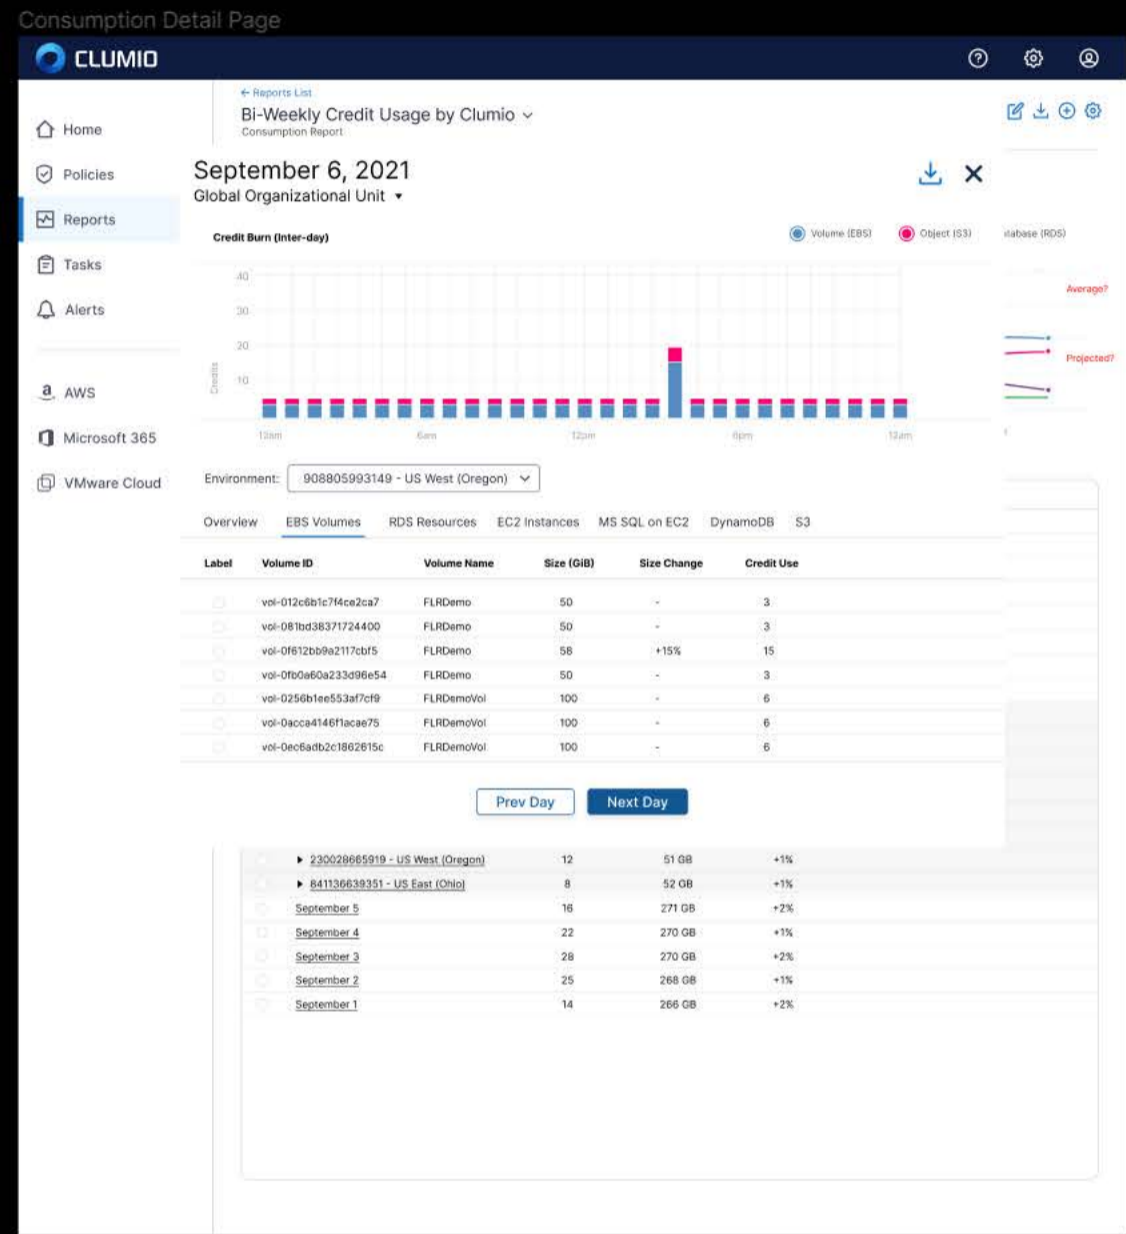 Consumption Detail Page
CLUMIO
Home
Policies
Reports
Tasks
Alerts
AWS
Microsoft 365
VMware Cloud
← Reports List
Bi-Weekly Credit Usage by Clumio
Consumption Report
September 6, 2021
Global Organizational Unit
Credit Burn (Inter-day)
Volume (EBS) Object (S3) tabase (RDS)
Average?
Projected?
Credits
40
30
20
10
12am 6am 12pm 6pm 12am
Environment: 908805993149 - US West (Oregon)
Overview EBS Volumes RDS Resources EC2 Instances MS SQL on EC2 DynamoDB S3
Label Volume ID Volume Name Size (GiB) Size Change Credit Use
vol-012c6b1c7f4ce2ca7 FLRDemo 50 - 3
vol-081bd38371724400 FLRDemo 50 - 3
vol-0f612bb9a2117cbf5 FLRDemo 58 +15% 15
vol-0fb0a60a233d96e54 FLRDemo 50 - 3
vol-0256b1ee553af7cf9 FLRDemoVol 100 - 6
vol-0acca4146f1acae75 FLRDemoVol 100 - 6
vol-0ec6adb2c1862615c FLRDemoVol 100 - 6
Prev Day Next Day
230028665919 - US West (Oregon) 12 51 GB +1%
841136639351 - US East (Ohio) 8 52 GB +1%
September 5 16 271 GB +2%
September 4 22 270 GB +1%
September 3 28 270 GB +2%
September 2 25 268 GB +1%
September 1 14 266 GB +2%